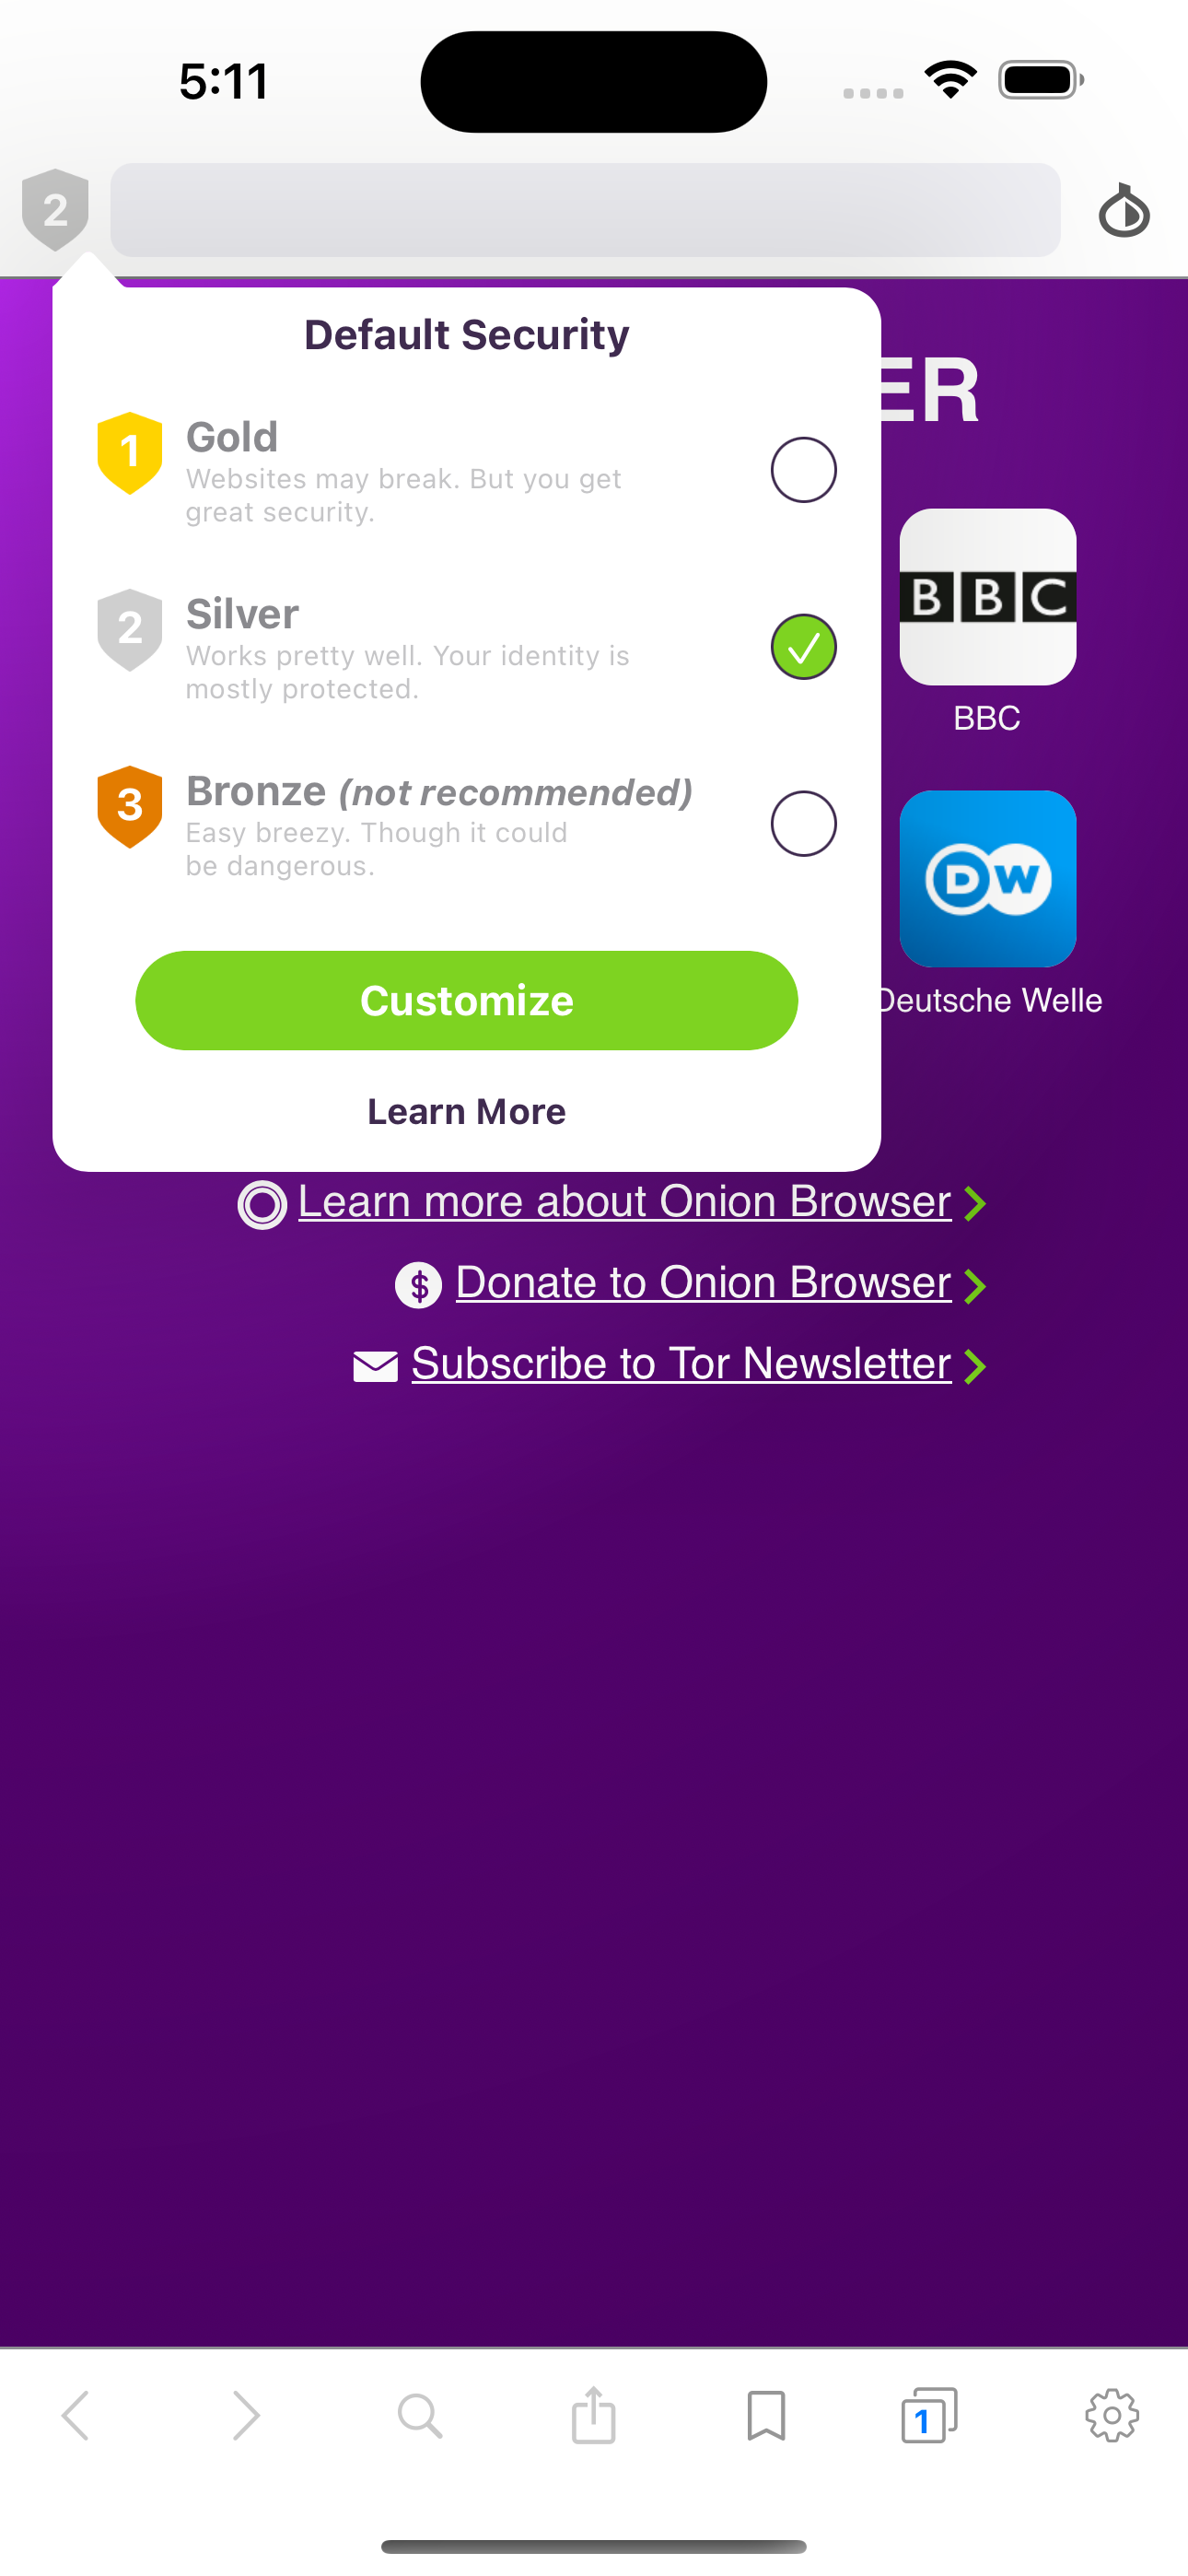 5:11
2
ER
Default Security
1
Gold
Websites may break. But you get
great security.
2
Silver
Works pretty well. Your identity is
mostly protected.
3
Bronze (not recommended)
Easy breezy. Though it could
be dangerous.
Customize
Learn More
BBC
BBC
DW
Deutsche Welle
Learn more about Onion Browser
$ Donate to Onion Browser
Subscribe to Tor Newsletter
1